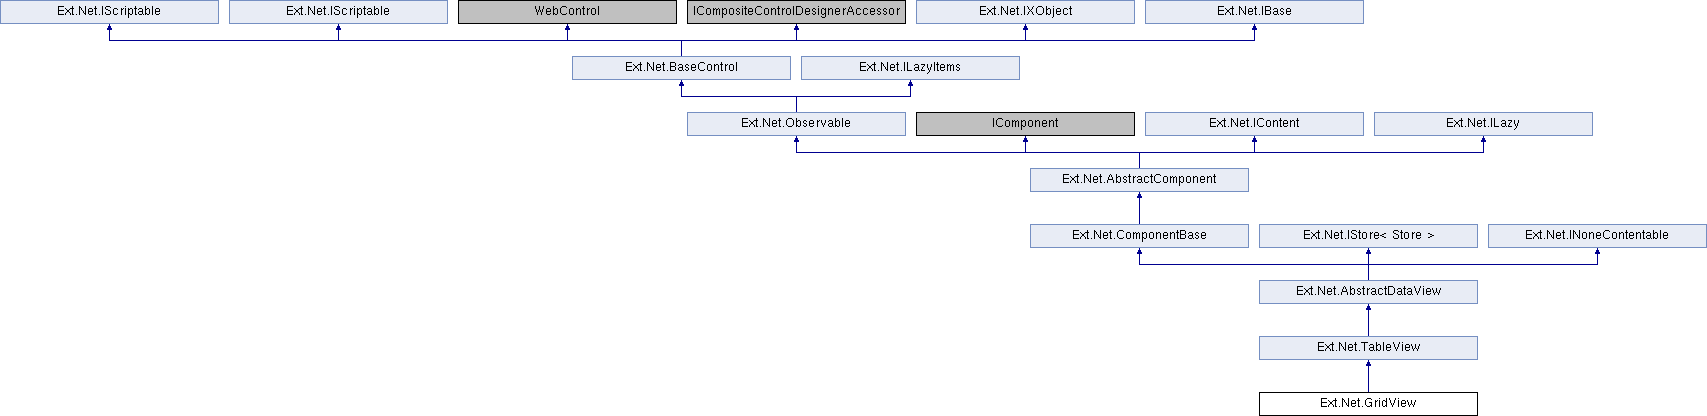 Ext.Net.IScriptable
Ext.Net.IScriptable
WebControl
ICompositeControlDesignerAccessor
Ext.Net.IXObject
Ext.Net.IBase
Ext.Net.BaseControl
Ext.Net.ILazyItems
Ext.Net.Observable
IComponent
Ext.Net.IContent
Ext.Net.ILazy
Ext.Net.AbstractComponent
Ext.Net.ComponentBase
Ext.Net.IStore< Store >
Ext.Net.INoneContentable
Ext.Net.AbstractDataView
Ext.Net.TableView
Ext.Net.GridView